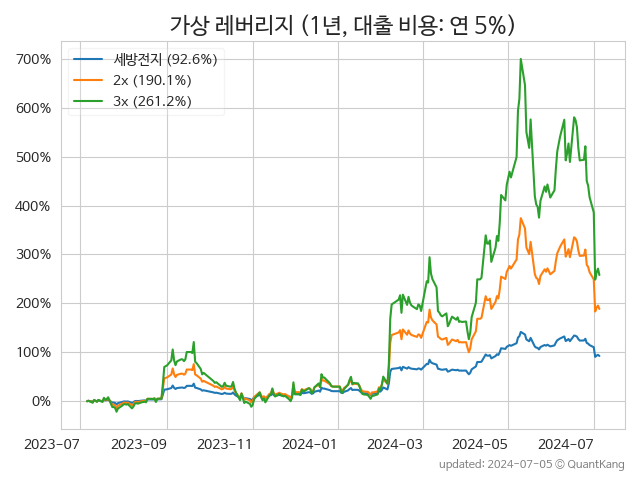 가상 레버리지 (1년, 대출 비용: 연 5%)
세방전지 (92.6%)
2x (190.1%)
3x (261.2%)
700%
600%
500%
400%
300%
200%
100%
0%
2023-07 2023-09 2023-11 2024-01 2024-03 2024-05 2024-07
updated: 2024-07-05 © QuantKang